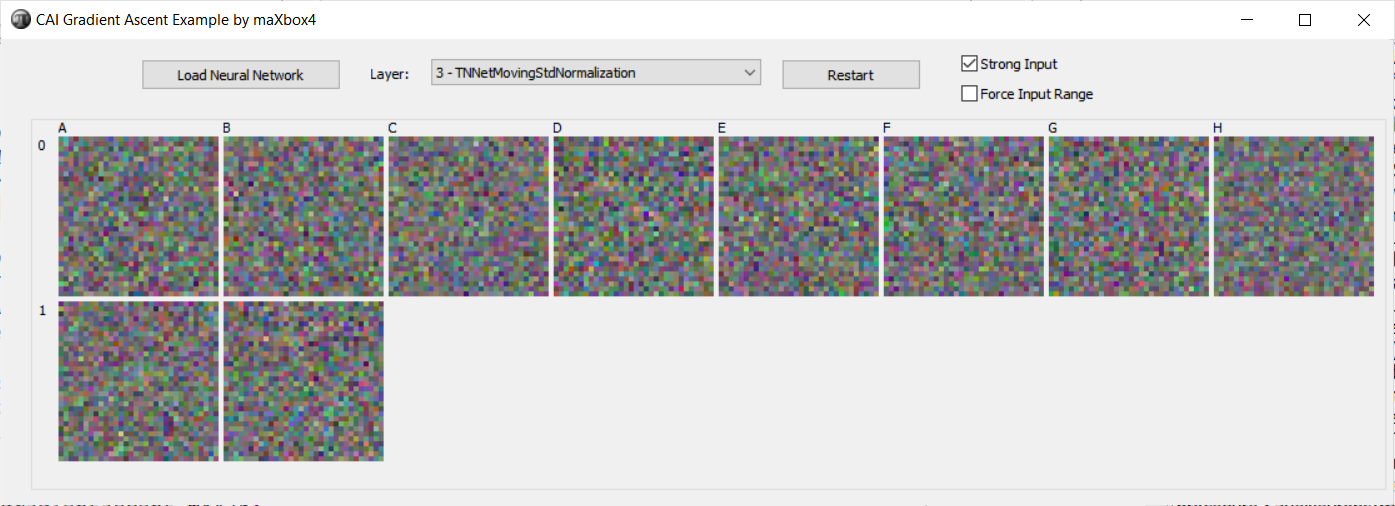 CAI Gradient Ascent Example by maXbox4
Load Neural Network
Layer:
3 - TNNetMovingStdNormalization
Restart
Strong Input
Force Input Range
A B C D E F G H
0
1